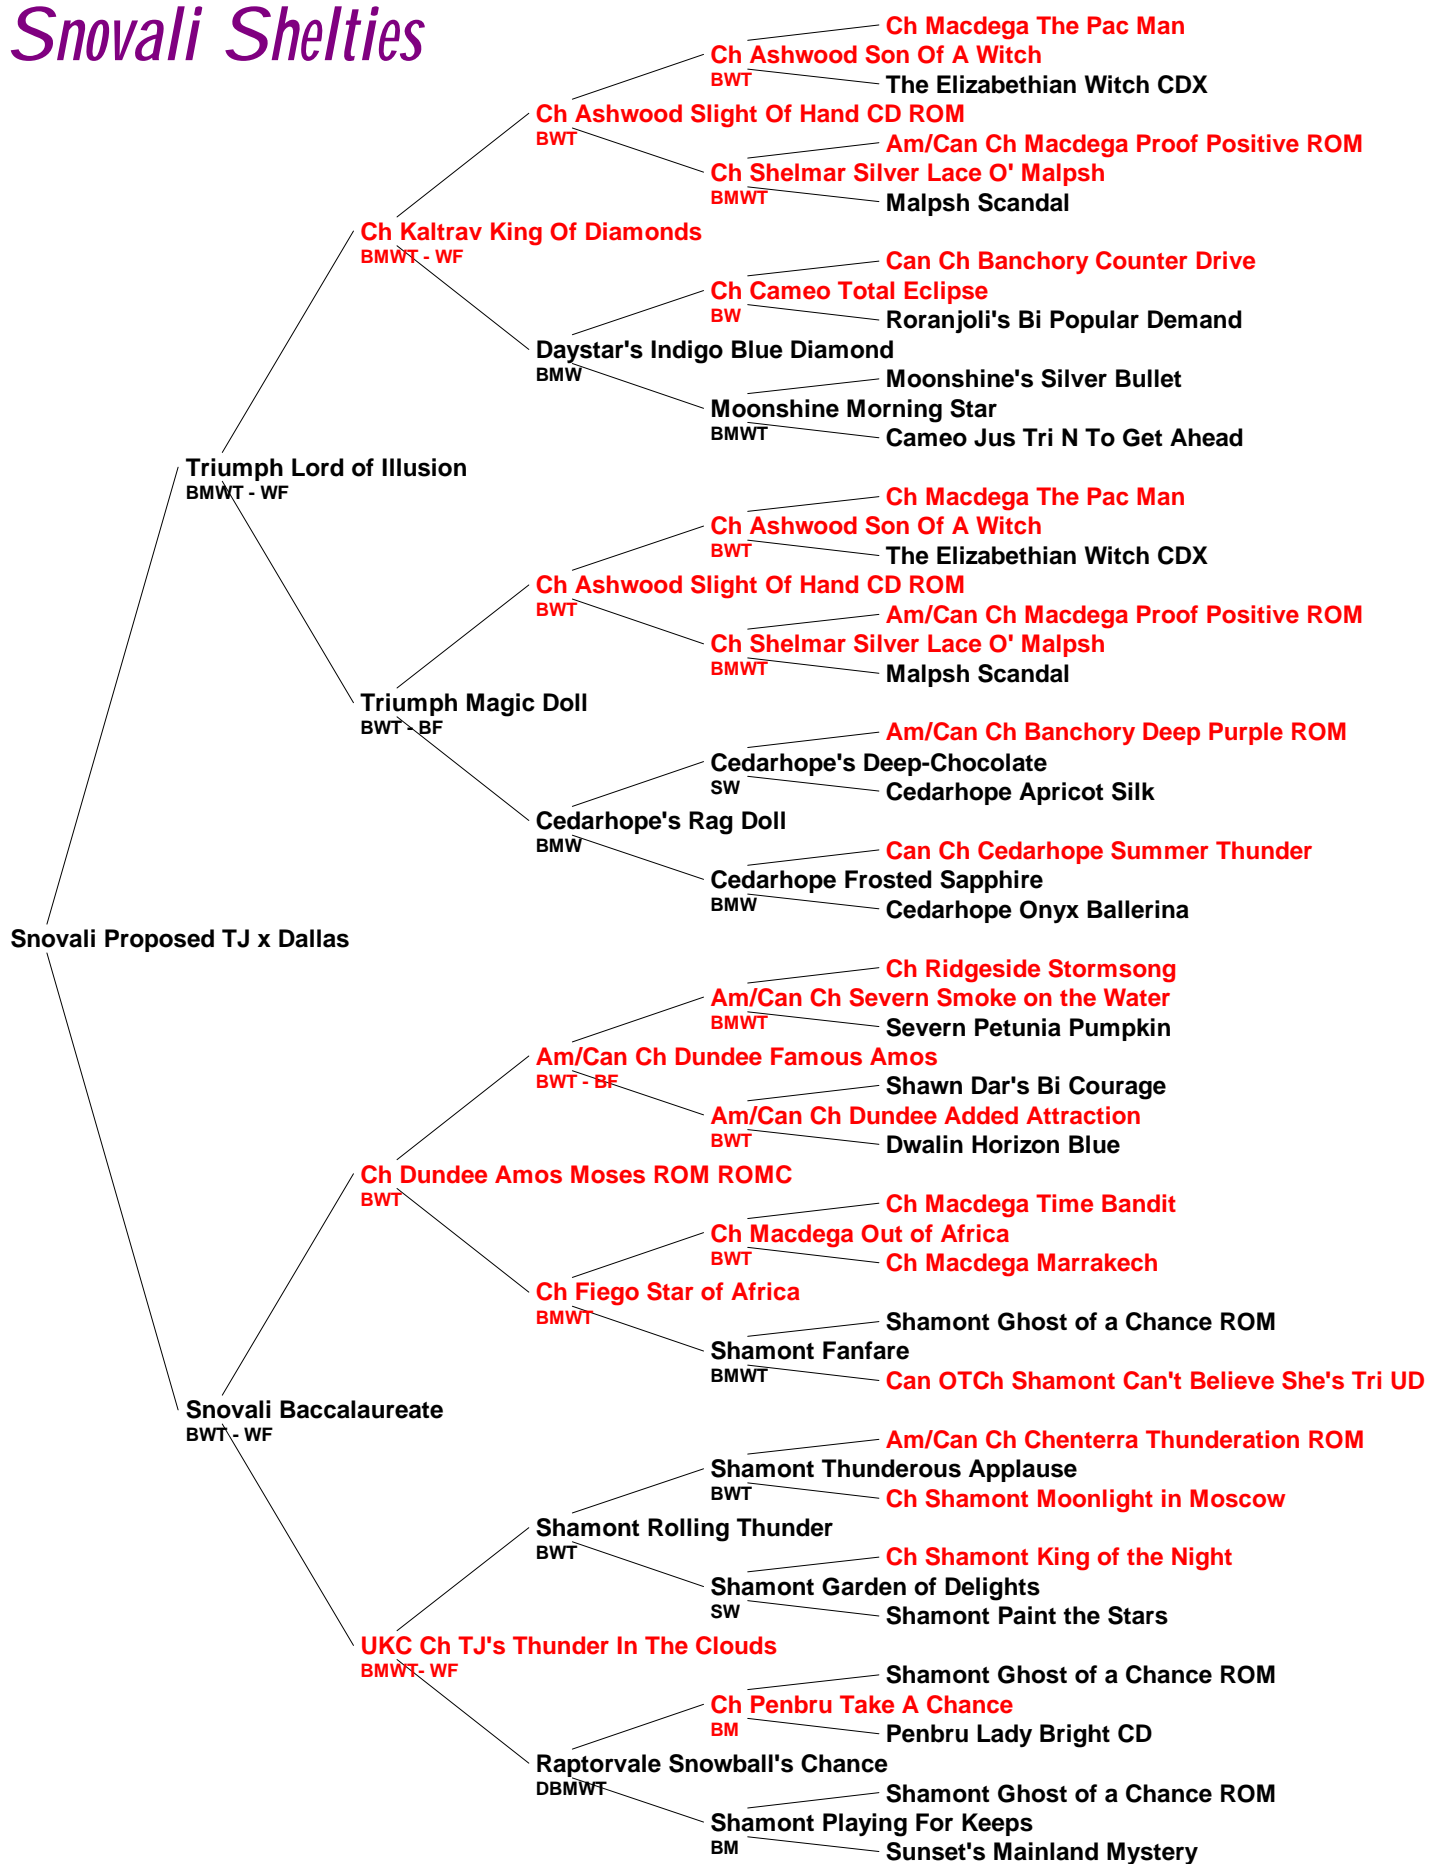 Snovali Shelties
Ch Macdega The Pac Man
Ch Ashwood Son Of A Witch
BWT
The Elizabethian Witch CDX
Ch Ashwood Slight Of Hand CD ROM
BWT
Am/Can Ch Macdega Proof Positive ROM
Ch Shelmar Silver Lace O' Malpsh
BMWT
Malpsh Scandal
Ch Kaltrav King Of Diamonds
BMWT - WF
Can Ch Banchory Counter Drive
Ch Cameo Total Eclipse
BW
Roranjoli's Bi Popular Demand
Daystar's Indigo Blue Diamond
BMW
Moonshine's Silver Bullet
Moonshine Morning Star
BMWT
Cameo Jus Tri N To Get Ahead
Triumph Lord of Illusion
BMWT - WF
Ch Macdega The Pac Man
Ch Ashwood Son Of A Witch
BWT
The Elizabethian Witch CDX
Ch Ashwood Slight Of Hand CD ROM
BWT
Am/Can Ch Macdega Proof Positive ROM
Ch Shelmar Silver Lace O' Malpsh
BMWT
Malpsh Scandal
Triumph Magic Doll
BWT - BF
Am/Can Ch Banchory Deep Purple ROM
Cedarhope's Deep-Chocolate
SW
Cedarhope Apricot Silk
Cedarhope's Rag Doll
BMW
Can Ch Cedarhope Summer Thunder
Cedarhope Frosted Sapphire
BMW
Cedarhope Onyx Ballerina
Snovali Proposed TJ x Dallas
Ch Ridgeside Stormsong
Am/Can Ch Severn Smoke on the Water
BMWT
Severn Petunia Pumpkin
Am/Can Ch Dundee Famous Amos
BWT - BF
Shawn Dar's Bi Courage
Am/Can Ch Dundee Added Attraction
BWT
Dwalin Horizon Blue
Ch Dundee Amos Moses ROM ROMC
BWT
Ch Macdega Time Bandit
Ch Macdega Out of Africa
BWT
Ch Macdega Marrakech
Ch Fiego Star of Africa
BMWT
Shamont Ghost of a Chance ROM
Shamont Fanfare
BMWT
Can OTCh Shamont Can't Believe She's Tri UD
Snovali Baccalaureate
BWT - WF
Am/Can Ch Chenterra Thunderation ROM
Shamont Thunderous Applause
BWT
Ch Shamont Moonlight in Moscow
Shamont Rolling Thunder
BWT
Ch Shamont King of the Night
Shamont Garden of Delights
SW
Shamont Paint the Stars
UKC Ch TJ's Thunder In The Clouds
BMWT- WF
Shamont Ghost of a Chance ROM
Ch Penbru Take A Chance
BM
Penbru Lady Bright CD
Raptorvale Snowball's Chance
DBMWT
Shamont Ghost of a Chance ROM
Shamont Playing For Keeps
BM
Sunset's Mainland Mystery